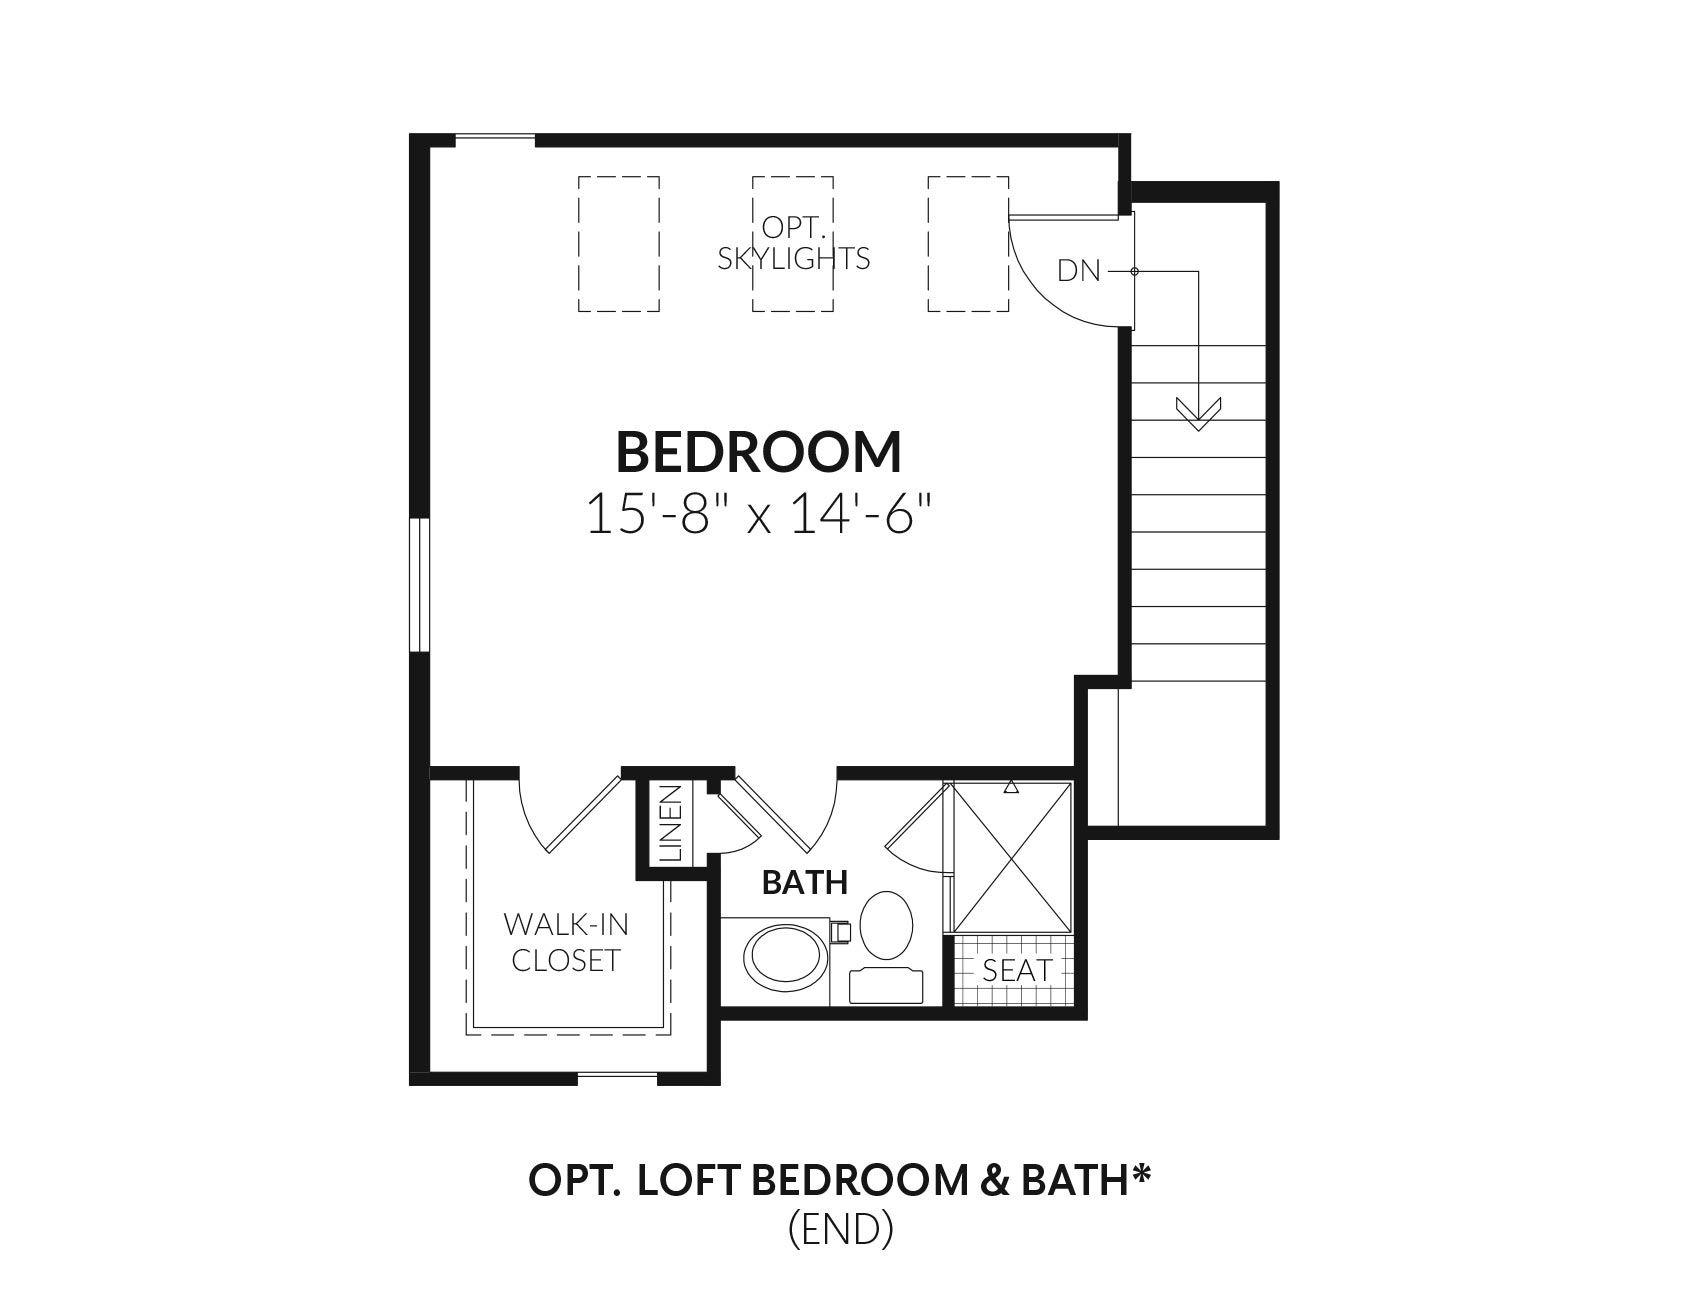 OPT.
SKYLIGHTS
DN
BEDROOM
15'-8" x 14'-6"
LINEN
BATH
WALK-IN
CLOSET
SEAT
OPT. LOFT BEDROOM & BATH*
(END)